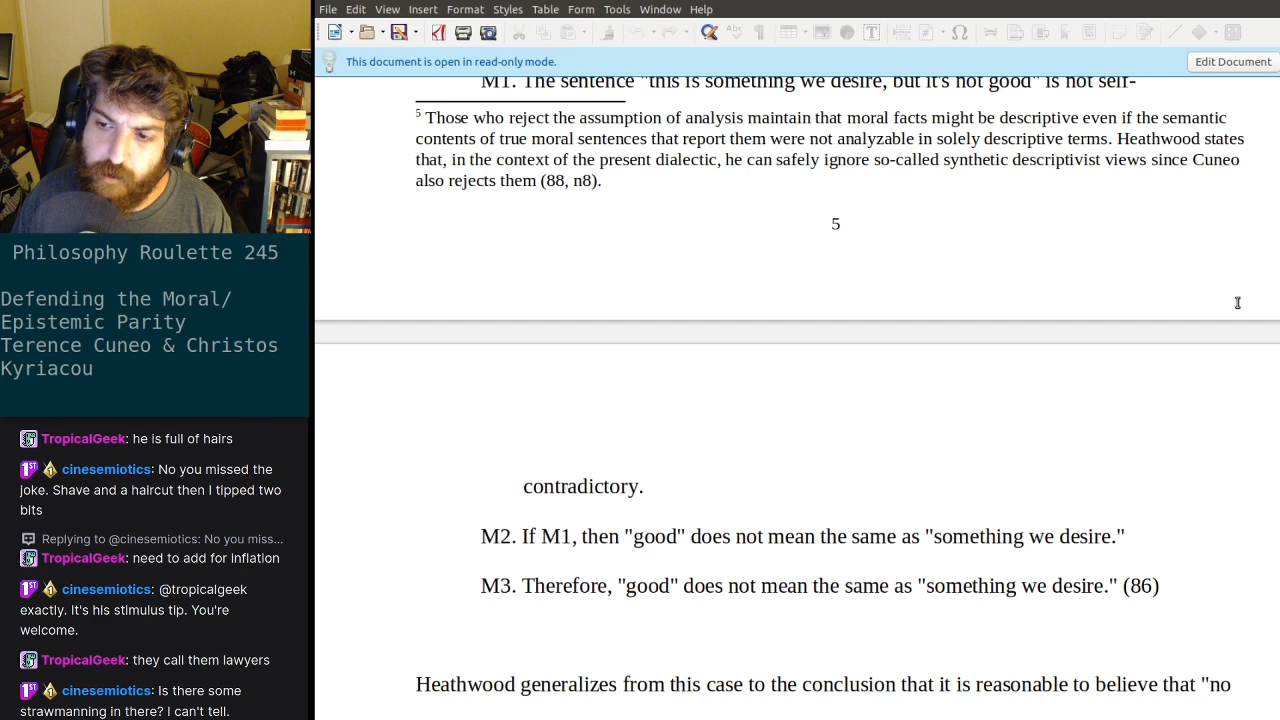 File Edit View Insert Format Styles Table Form Tools Window Help
This document is open in read-only mode.
Edit Document
M1. The sentence "this is something we desire, but it's not good" is not self-
5 Those who reject the assumption of analysis maintain that moral facts might be descriptive even if the semantic
contents of true moral sentences that report them were not analyzable in solely descriptive terms. Heathwood states
that, in the context of the present dialectic, he can safely ignore so-called synthetic descriptivist views since Cuneo
also rejects them (88, n8).
5
contradictory.
M2. If M1, then "good" does not mean the same as "something we desire."
M3. Therefore, "good" does not mean the same as "something we desire." (86)
Heathwood generalizes from this case to the conclusion that it is reasonable to believe that "no
Philosophy Roulette 245
Defending the Moral/
Epistemic Parity
Terence Cuneo & Christos
Kyriacou
TropicalGeek: he is full of hairs
1ST cinesemiotics: No you missed the
joke. Shave and a haircut then I tipped two
bits
Replying to @cinesemiotics: No you miss...
TropicalGeek: need to add for inflation
1ST cinesemiotics: @tropicalgeek
exactly. It's his stimulus tip. You're
welcome.
TropicalGeek: they call them lawyers
1ST cinesemiotics: Is there some
strawmanning in there? I can't tell.